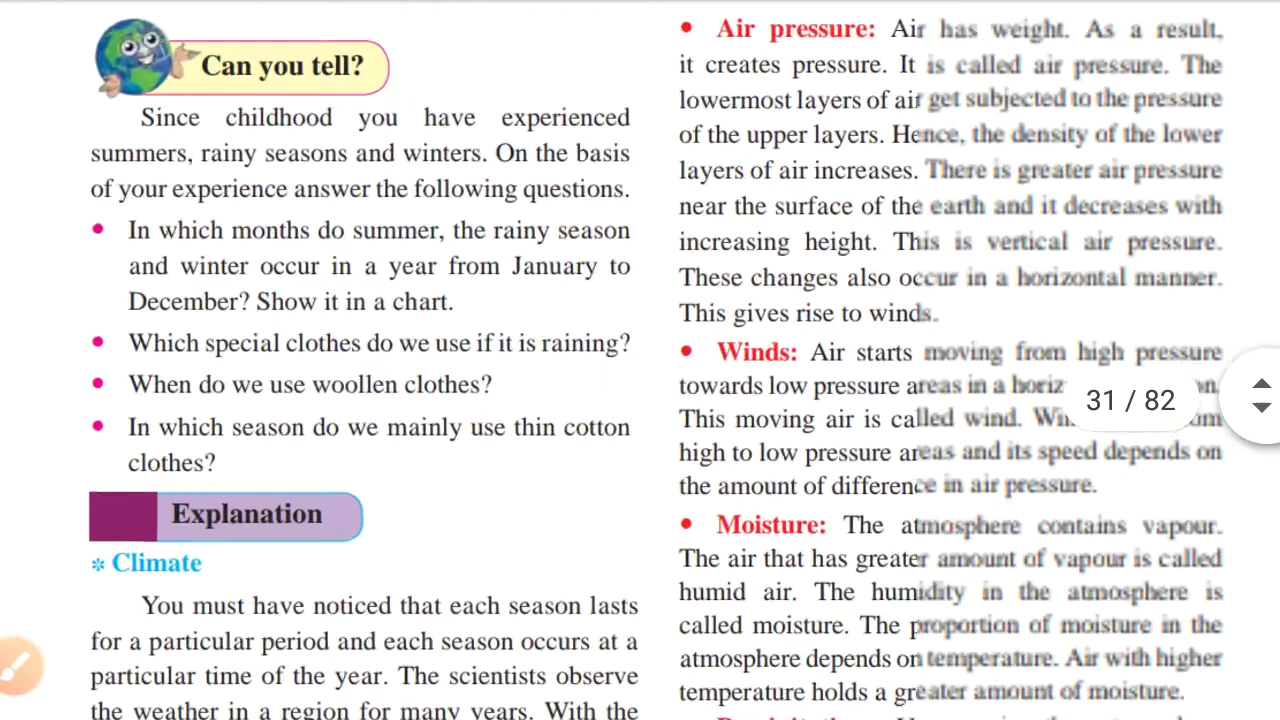 Can you tell?
Since childhood you have experienced
summers, rainy seasons and winters. On the basis
of your experience answer the following questions.
• In which months do summer, the rainy season
and winter occur in a year from January to
December? Show it in a chart.
• Which special clothes do we use if it is raining?
• When do we use woollen clothes?
• In which season do we mainly use thin cotton
clothes?
Explanation
* Climate
You must have noticed that each season lasts
for a particular period and each season occurs at a
particular time of the year. The scientists observe
the weather in a region for many years. With the
• Air pressure: Air has weight. As a result,
it creates pressure. It is called air pressure. The
lowermost layers of air get subjected to the pressure
of the upper layers. Hence, the density of the lower
layers of air increases. There is greater air pressure
near the surface of the earth and it decreases with
increasing height. This is vertical air pressure.
These changes also occur in a horizontal manner.
This gives rise to winds.
• Winds: Air starts moving from high pressure
towards low pressure areas in a
This moving air is called wind.
high to low pressure areas and its speed depends on
the amount of difference in air pressure.
• Moisture: The atmosphere contains vapour.
The air that has greater amount of vapour is called
humid air. The humidity in the atmosphere is
called moisture. The proportion of moisture in the
atmosphere depends on temperature. Air with higher
temperature holds a greater amount of moisture.
31 / 82